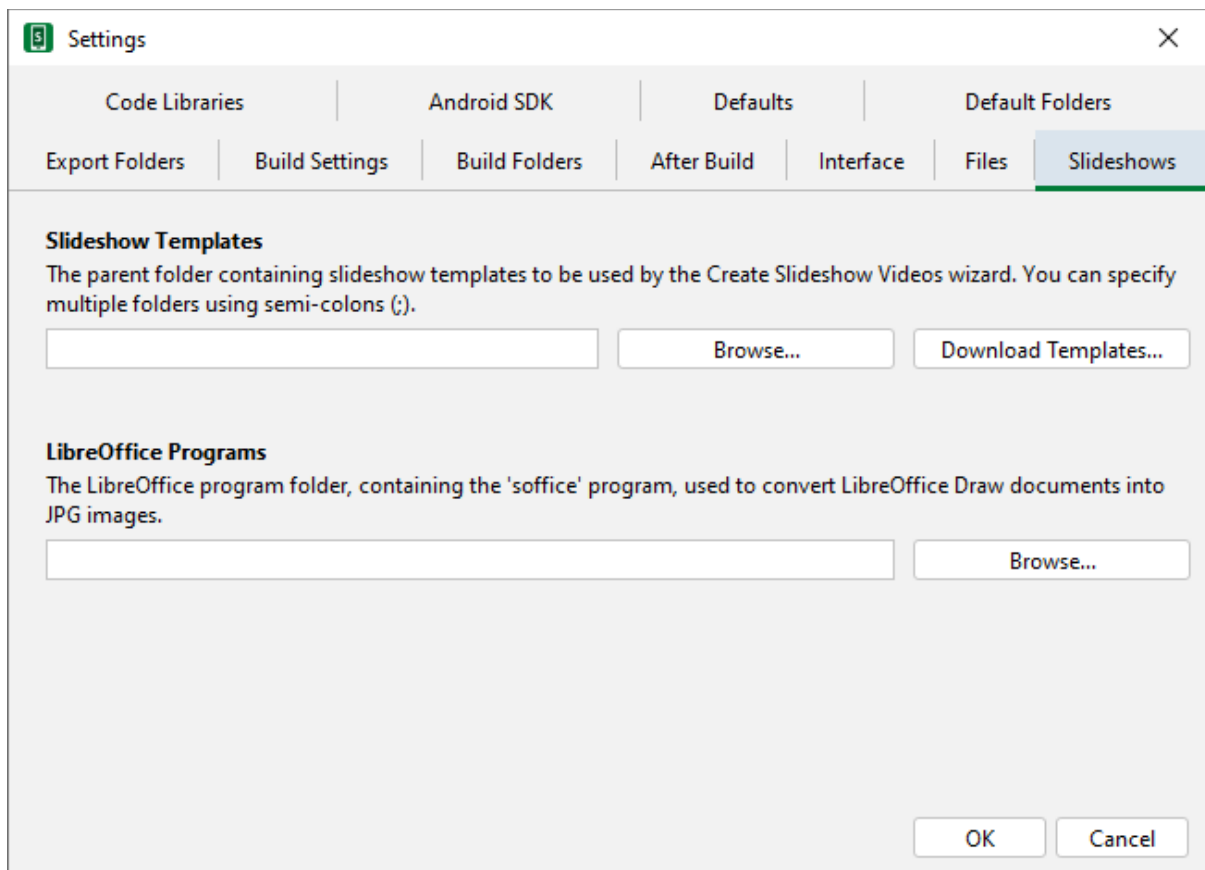 Settings
Code Libraries
Android SDK
Defaults
Default Folders
Export Folders
Build Settings
Build Folders
After Build
Interface
Files
Slideshows
Slideshow Templates
The parent folder containing slideshow templates to be used by the Create Slideshow Videos wizard. You can specify
multiple folders using semi-colons (;).
Browse...
Download Templates...
LibreOffice Programs
The LibreOffice program folder, containing the 'soffice' program, used to convert LibreOffice Draw documents into
JPG images.
Browse...
OK
Cancel